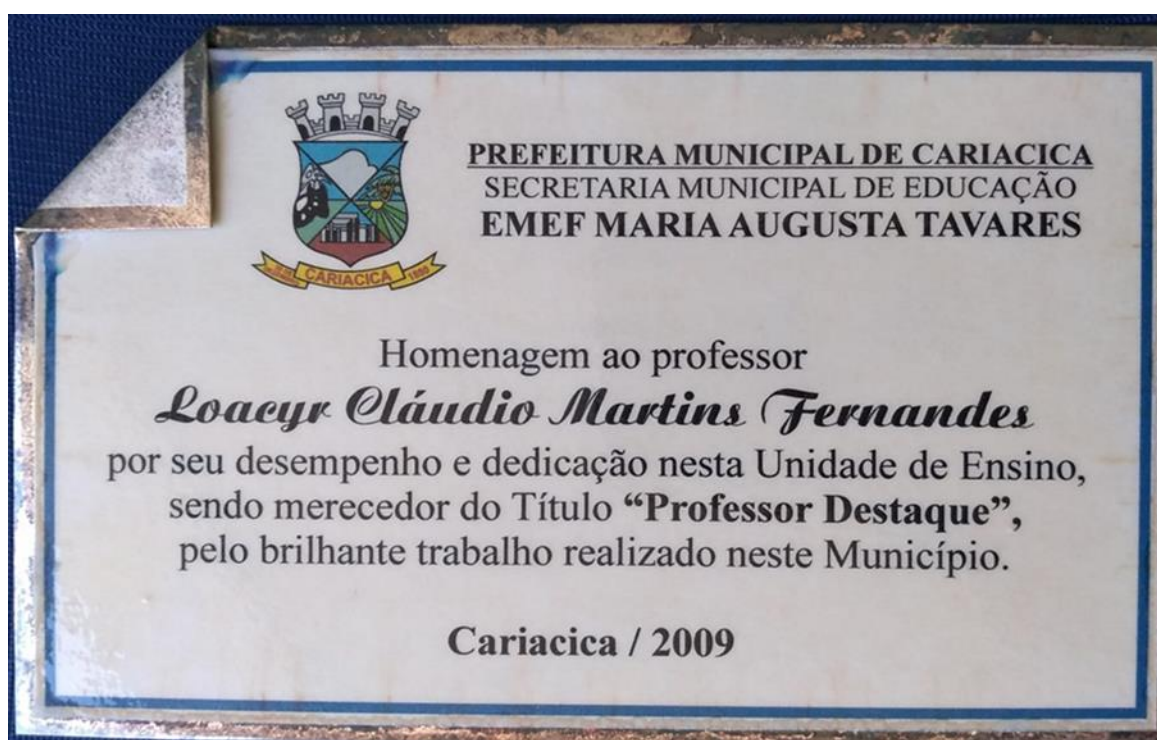 PREFEITURA MUNICIPAL DE CARIACICA
SECRETARIA MUNICIPAL DE EDUCAÇÃO
EMEF MARIA AUGUSTA TAVARES
CARIACICA
1890
Homenagem ao professor
Loacyr Cláudio Martins Fernandes
por seu desempenho e dedicação nesta Unidade de Ensino,
sendo merecedor do Título “Professor Destaque”,
pelo brilhante trabalho realizado neste Município.
Cariacica / 2009